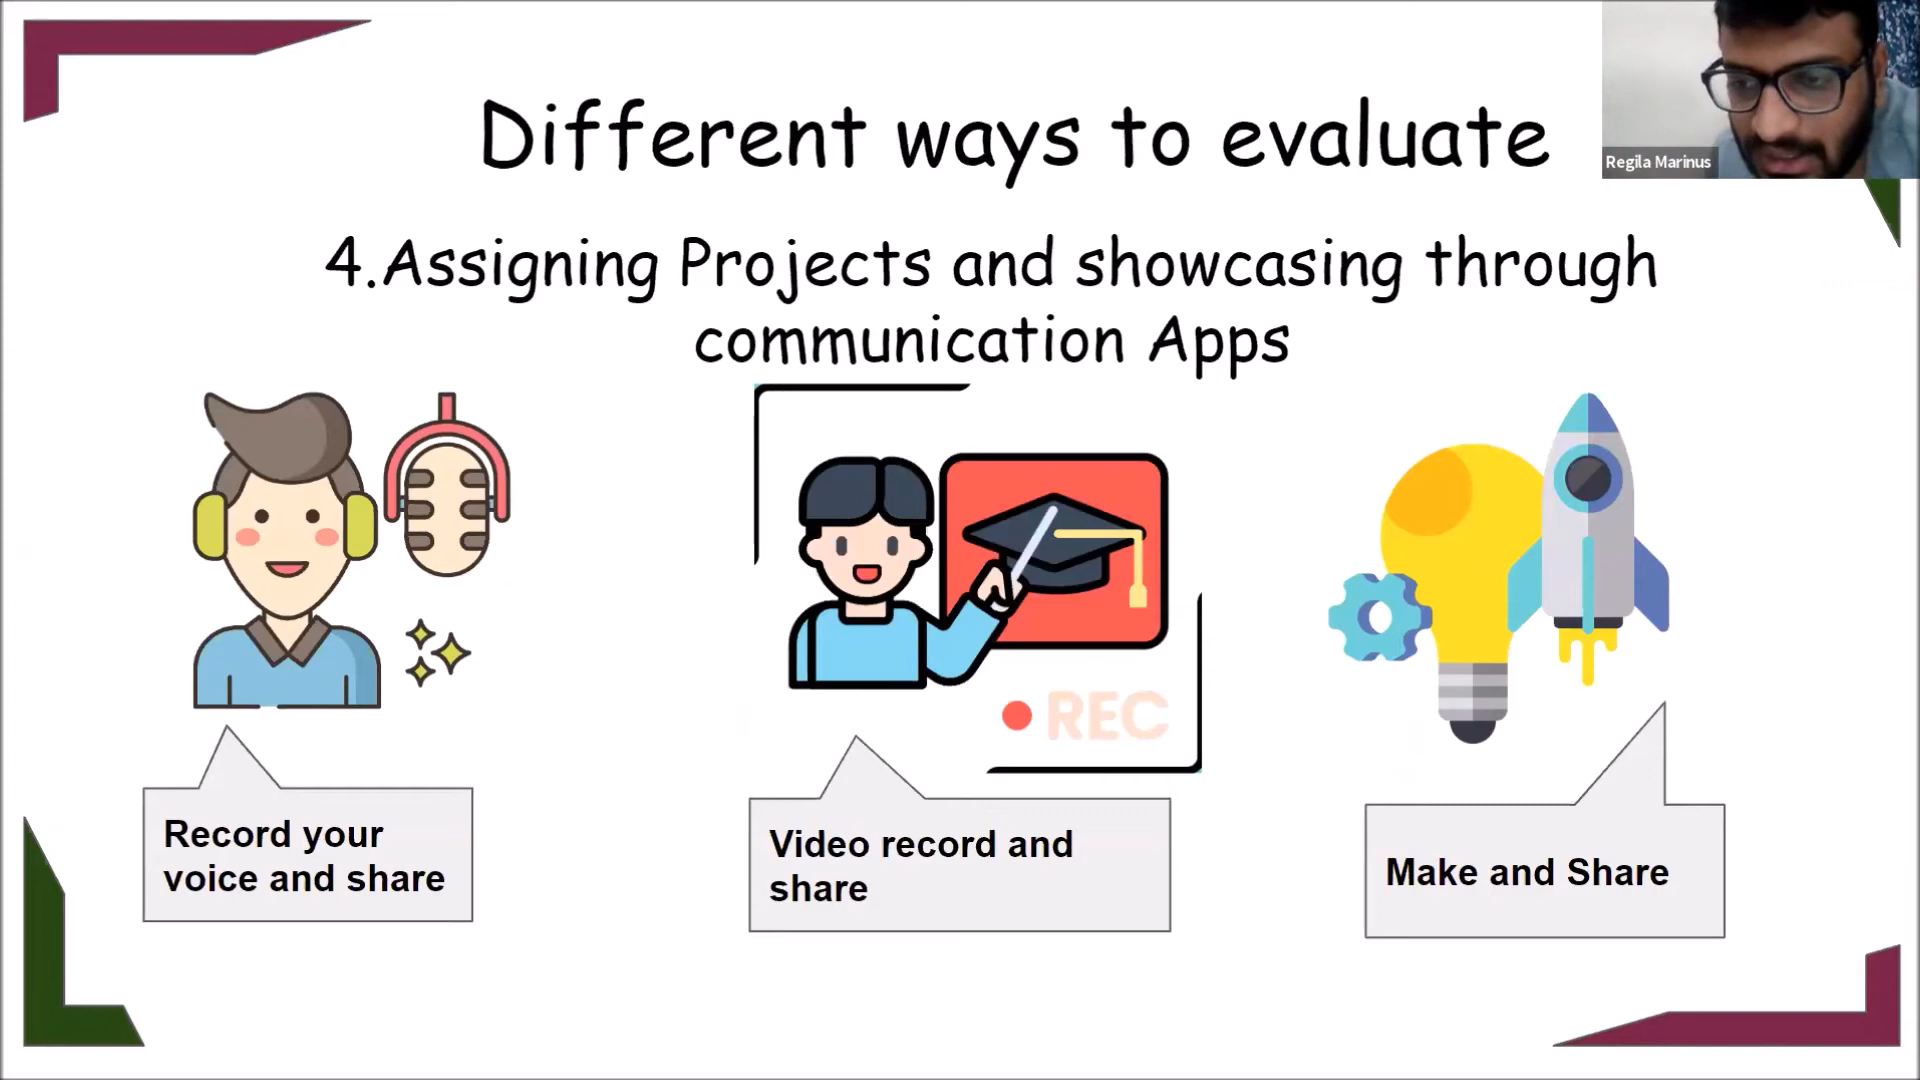 Different ways to evaluate
Regila Marinus
4.Assigning Projects and showcasing through
communication Apps
REC
Record your
voice and share
Video record and
share
Make and Share